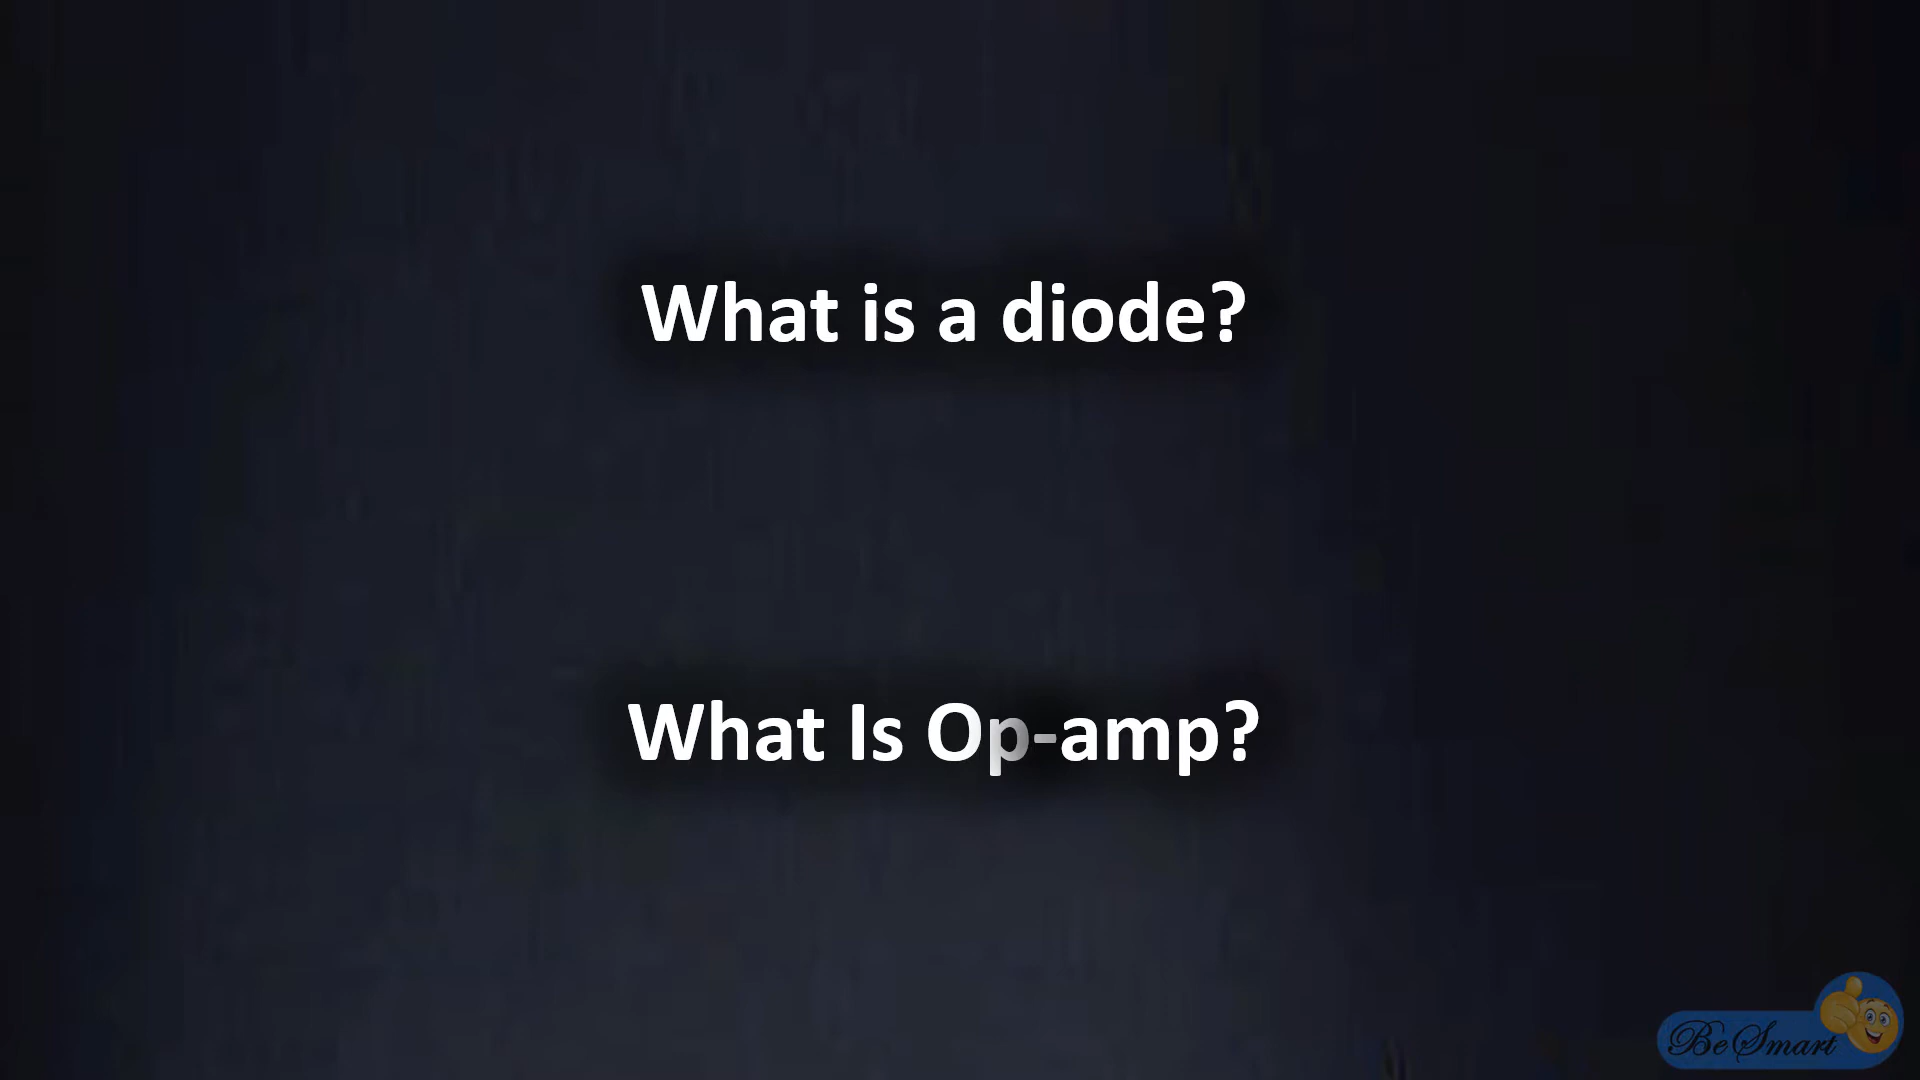 What is a diode?
What Is Op-amp?
Be Smart